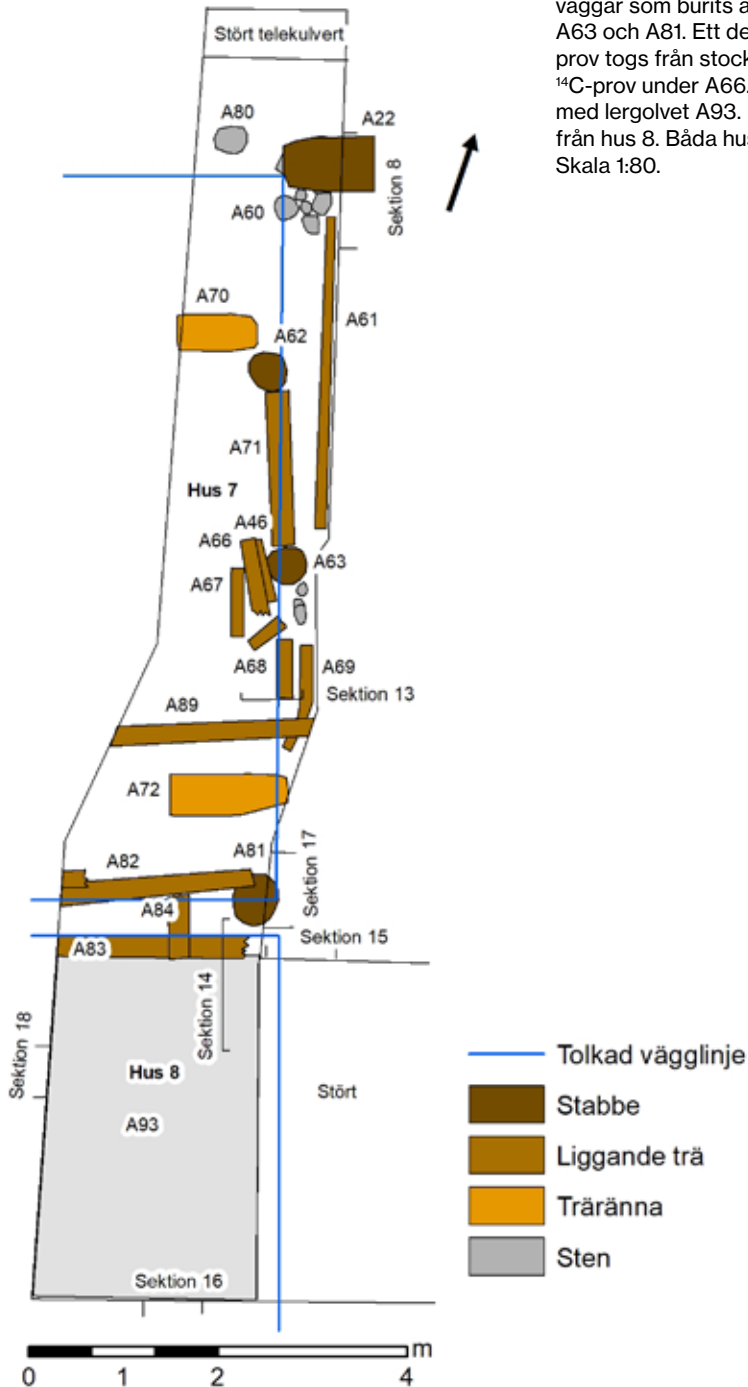 väggar som burits a
A63 och A81. Ett de
prov togs från stock
¹⁴C-prov under A66.
med lergolvet A93.
från hus 8. Båda hus
Skala 1:80.
Stört telekulvert
A80
A22
Sektion 8
A60
A70
A61
A62
A71
Hus 7
A46
A66
A63
A67
A68
A69
Sektion 13
A89
A72
A81
Sektion 17
A82
A84
Sektion 15
A83
Sektion 14
Sektion 18
Hus 8
Stört
A93
Sektion 16
Tolkad vägglinje
Stabbe
Liggande trä
Träränna
Sten
m
0 1 2 4